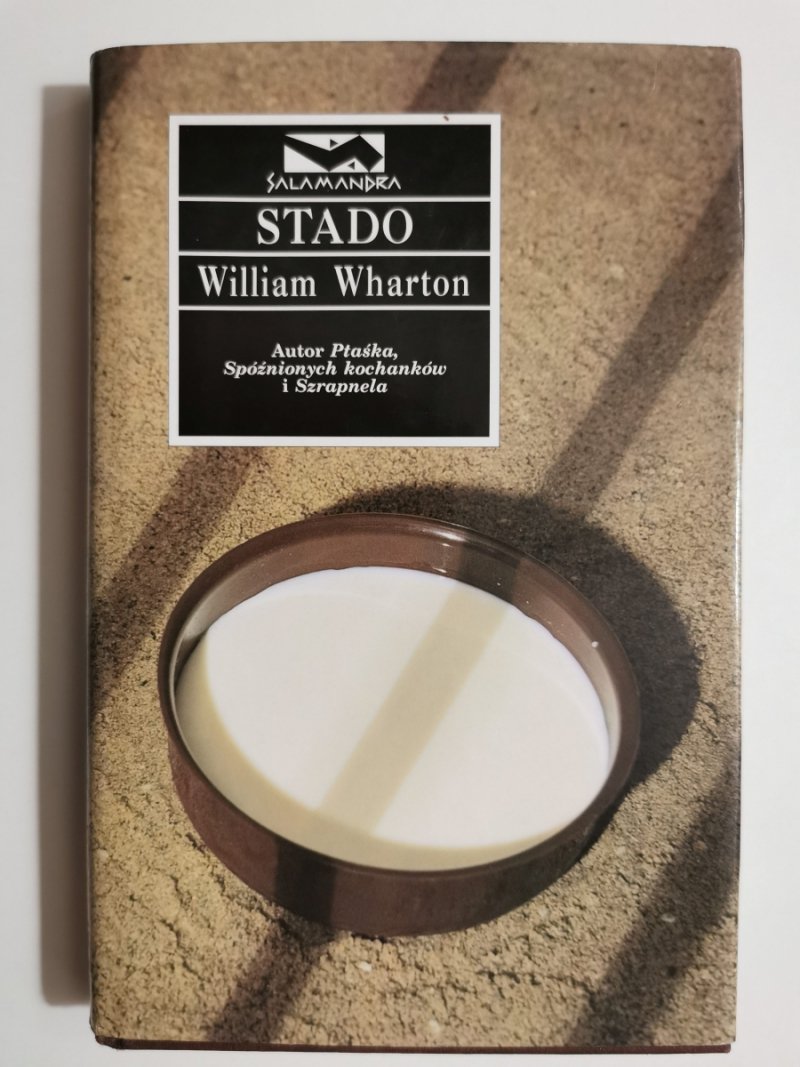 SALAMANDRA
STADO
William Wharton
Autor Ptaśka,
Spóźnionych kochanków
i Szrapnela